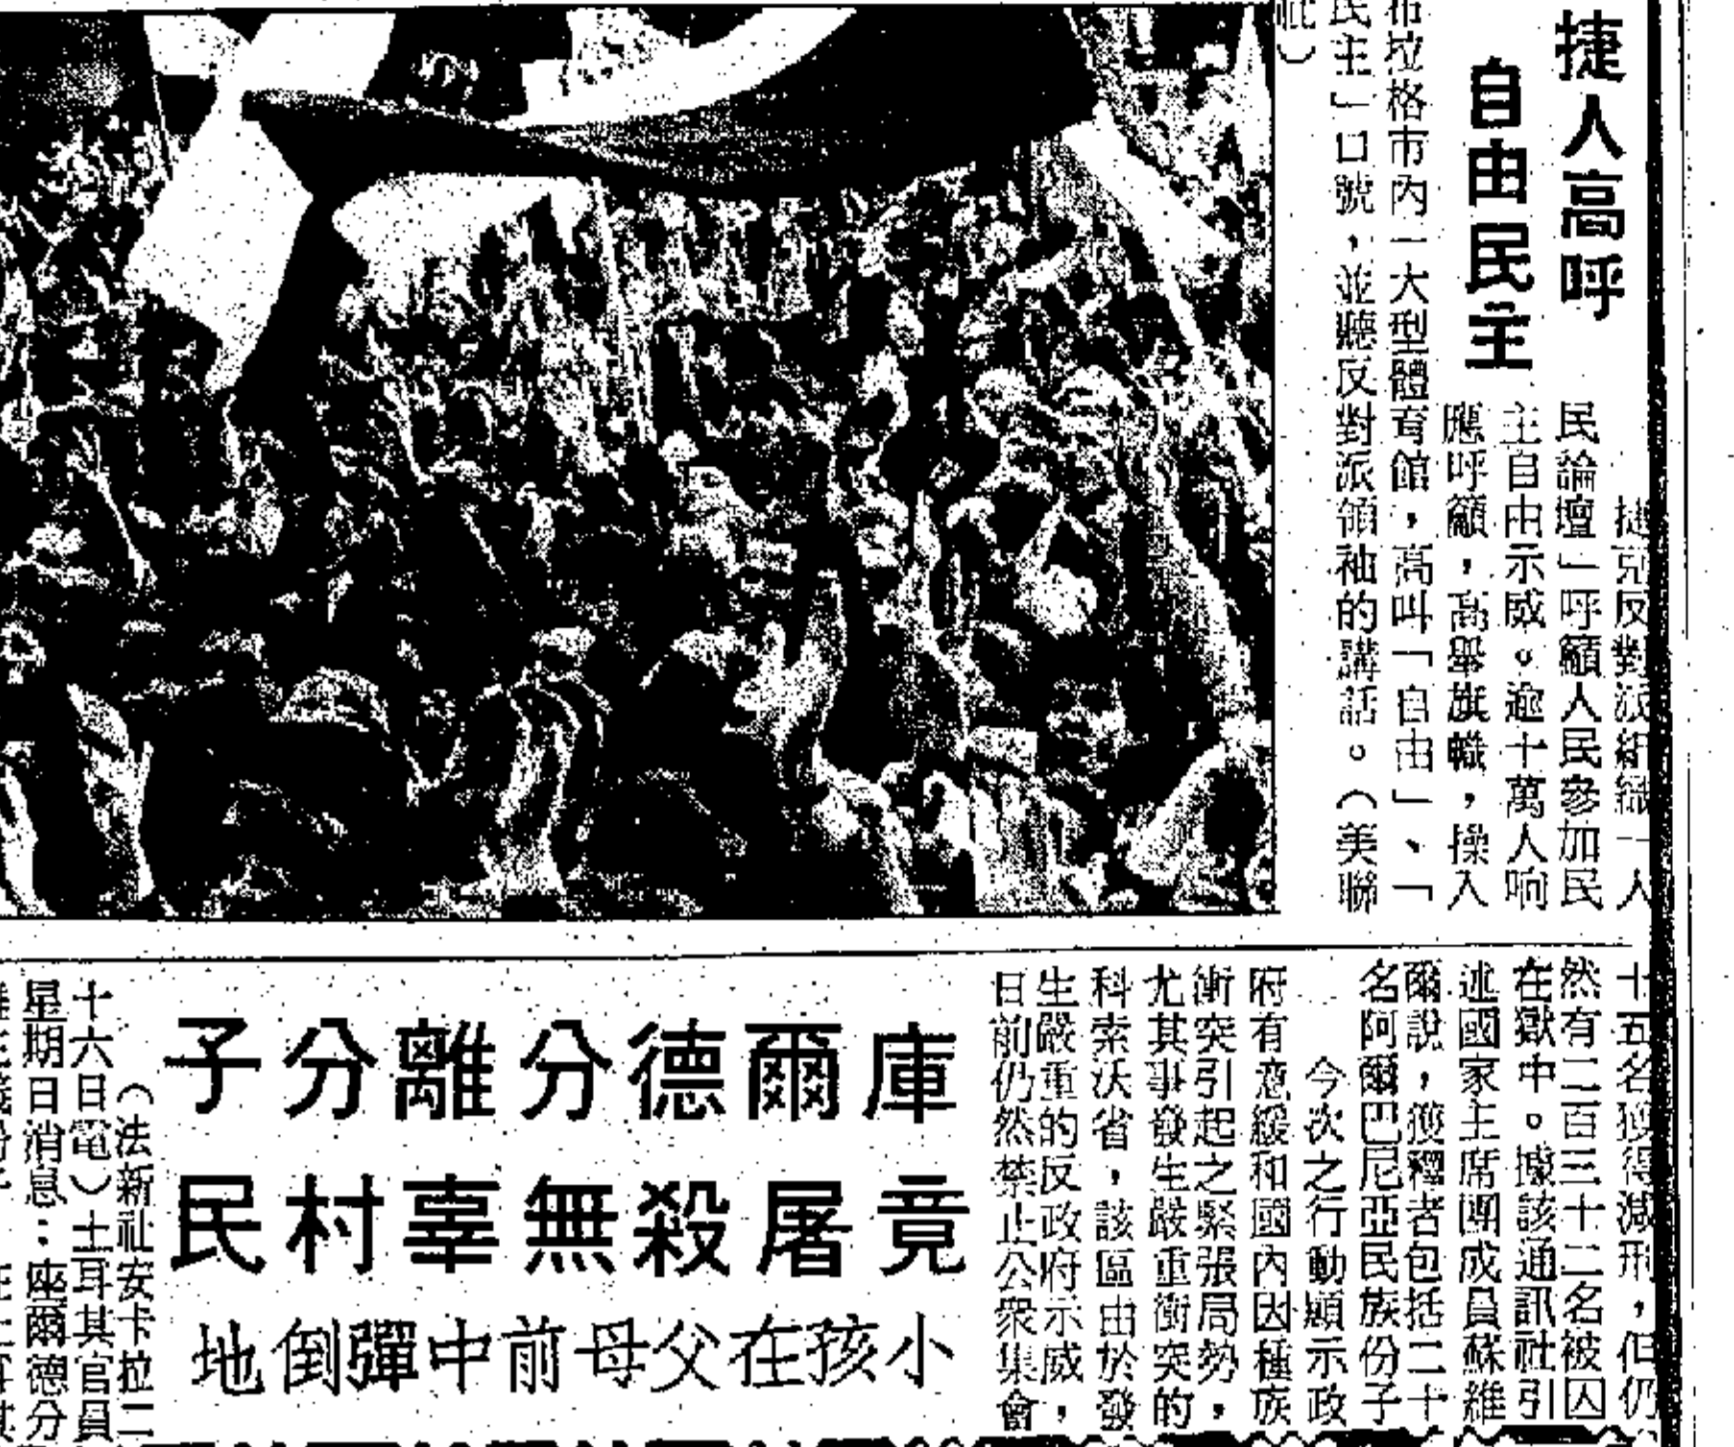 捷人高呼
自由民主
捷克反對派組織「人
民論壇」呼籲人民參加民
主自由示威。逾十萬人响
應呼籲,高舉旗幟,操入
布拉格市內一大型體育館,高叫「自由」、「
民主」口號,並聽反對派領袖的講話。(美聯
社)
十五名獲得減刑,但仍
然有二百三十二名被囚
在獄中。據該通訊社引
述國家主席團成員蘇維
爾說,獲釋者包括二十
名阿爾巴尼亞民族份子
今次之行動顯示政
府有意緩和國內因種族
衝突引起之緊張局勢,
尤其事發生嚴重衝突的
科索沃省,該區由於發
生嚴重的反政府示威,
目前仍然禁止公衆集會
庫爾德分離分子
竟屠殺無辜村民
小孩在父母前中彈倒地
(法新社安卡拉二
十六日電)土耳其官員
星期日消息:座爾德分